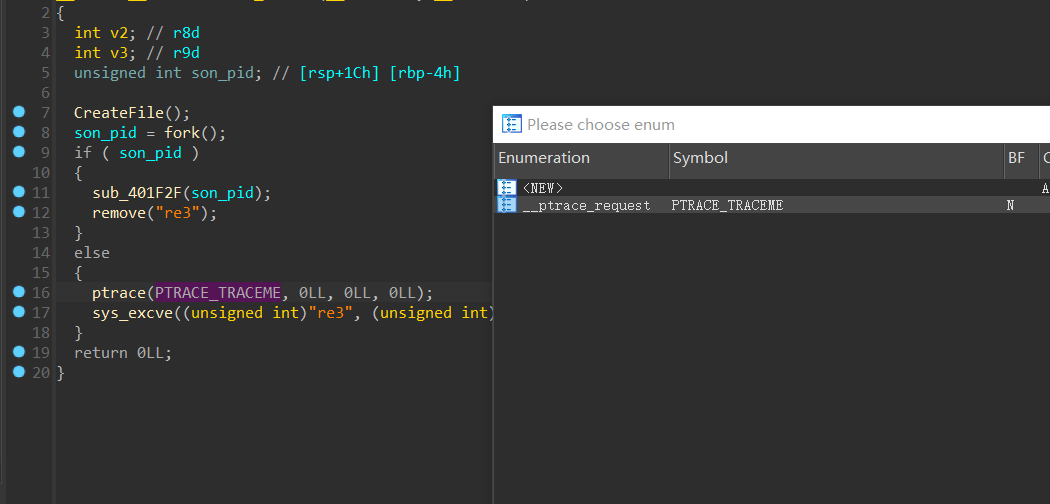 2 {
3 int v2; // r8d
4 int v3; // r9d
5 unsigned int son_pid; // [rsp+1Ch] [rbp-4h]
6
7 CreateFile();
8 son_pid = fork();
9 if ( son_pid )
10 {
11 sub_401F2F(son_pid);
12 remove("re3");
13 }
14 else
15 {
16 ptrace(PTRACE_TRACEME, 0LL, 0LL, 0LL);
17 sys_excve((unsigned int)"re3", (unsigned int)
18 }
19 return 0LL;
20 }
Please choose enum
Enumeration Symbol BF C
<NEW> A
__ptrace_request PTRACE_TRACEME N